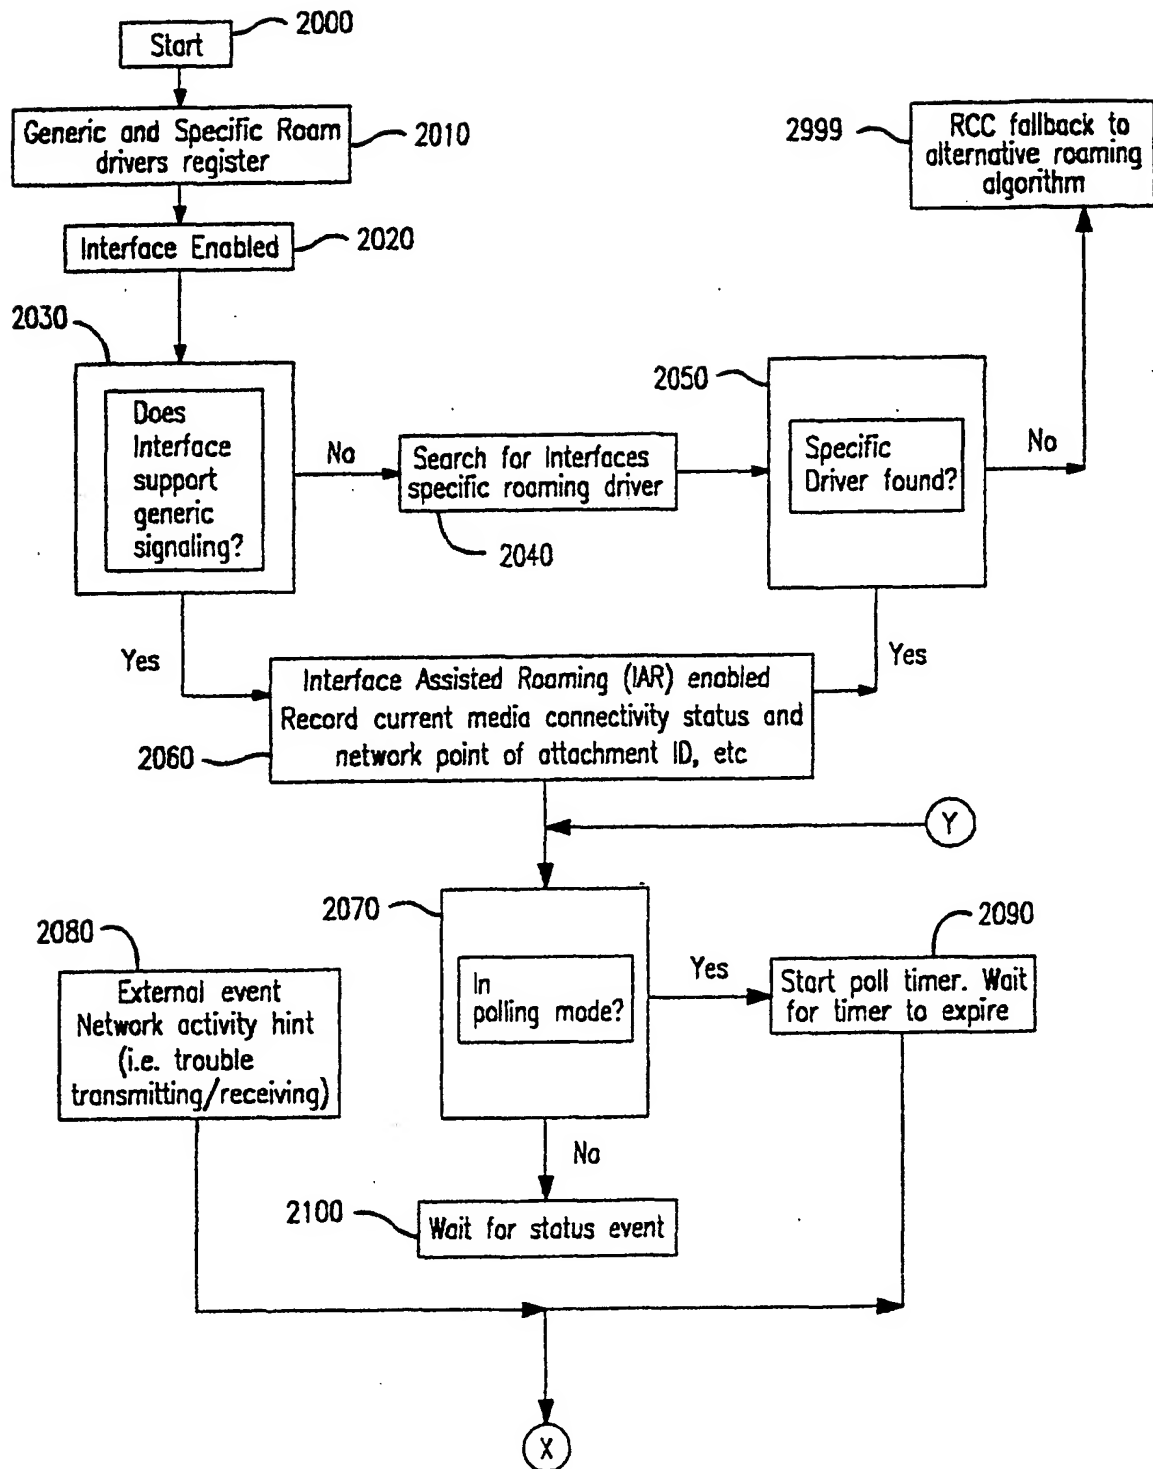 2000
Start
Generic and Specific Roam
drivers register
2010
2999
RCC fallback to
alternative roaming
algorithm
Interface Enabled
2020
2030
Does
Interface
support
generic
signaling?
No
Search for Interfaces
specific roaming driver
2040
2050
Specific
Driver found?
No
Yes
Yes
Interface Assisted Roaming (IAR) enabled
Record current media connectivity status and
network point of attachment ID, etc
2060
Y
2070
In
polling mode?
Yes
2090
Start poll timer. Wait
for timer to expire
2080
External event
Network activity hint
(i.e. trouble
transmitting/receiving)
No
2100
Wait for status event
X